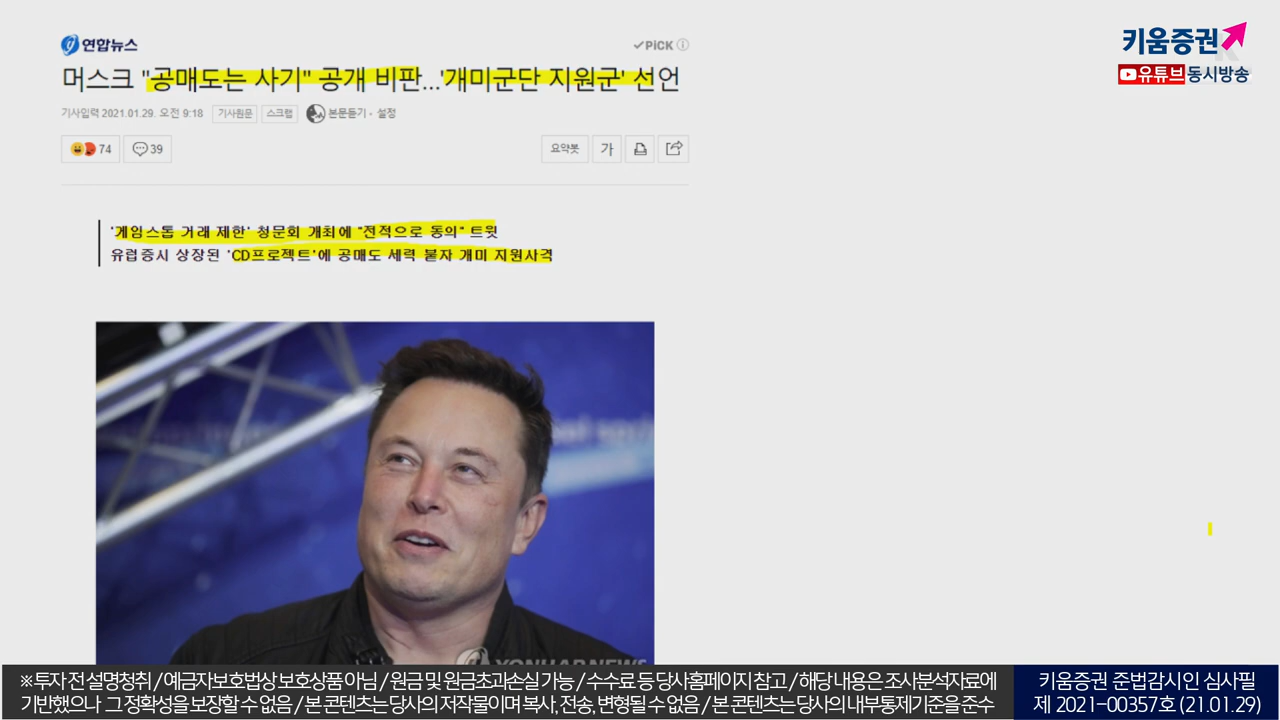 연합뉴스
PiCK
키움증권
유튜브동시방송
머스크 "공매도는 사기" 공개 비판...'개미군단 지원군' 선언
기사입력 2021.01.29. 오전 9:18 기사원문 스크랩 본문듣기 · 설정
74 39 요약봇 가
'게임스톱 거래 제한' 청문회 개최에 "전적으로 동의" 트윗
유럽증시 상장된 'CD프로젝트'에 공매도 세력 붙자 개미 지원사격
YONHAP NEWS
※ 투자 전 설명청취 / 예금자보호법상 보호상품 아님 / 원금 및 원금초과손실 가능 / 수수료 등 당사홈페이지 참고 / 해당 내용은 조사분석자료에
기반했으나 그 정확성을 보장할 수 없음 / 본 콘텐츠는 당사의 저작물이며 복사, 전송, 변형될 수 없음 / 본 콘텐츠는 당사의 내부통제기준을 준수
키움증권 준법감시인 심사필
제 2021-00357호 (21.01.29)